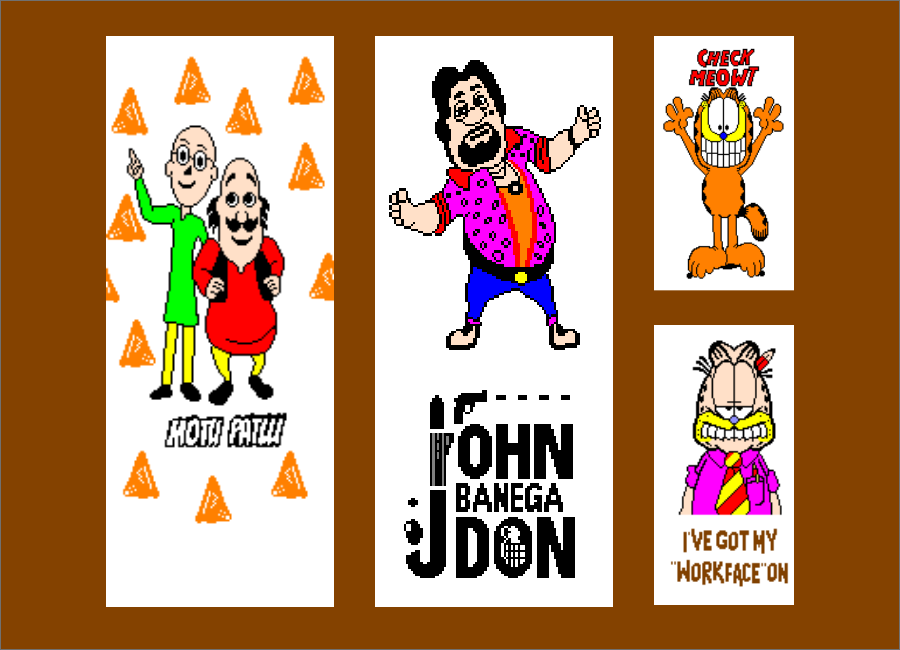 MOTU PATLU
JOHN
BANEGA
DON
CHECK
MEOWT
I'VE GOT MY
"WORKFACE" ON